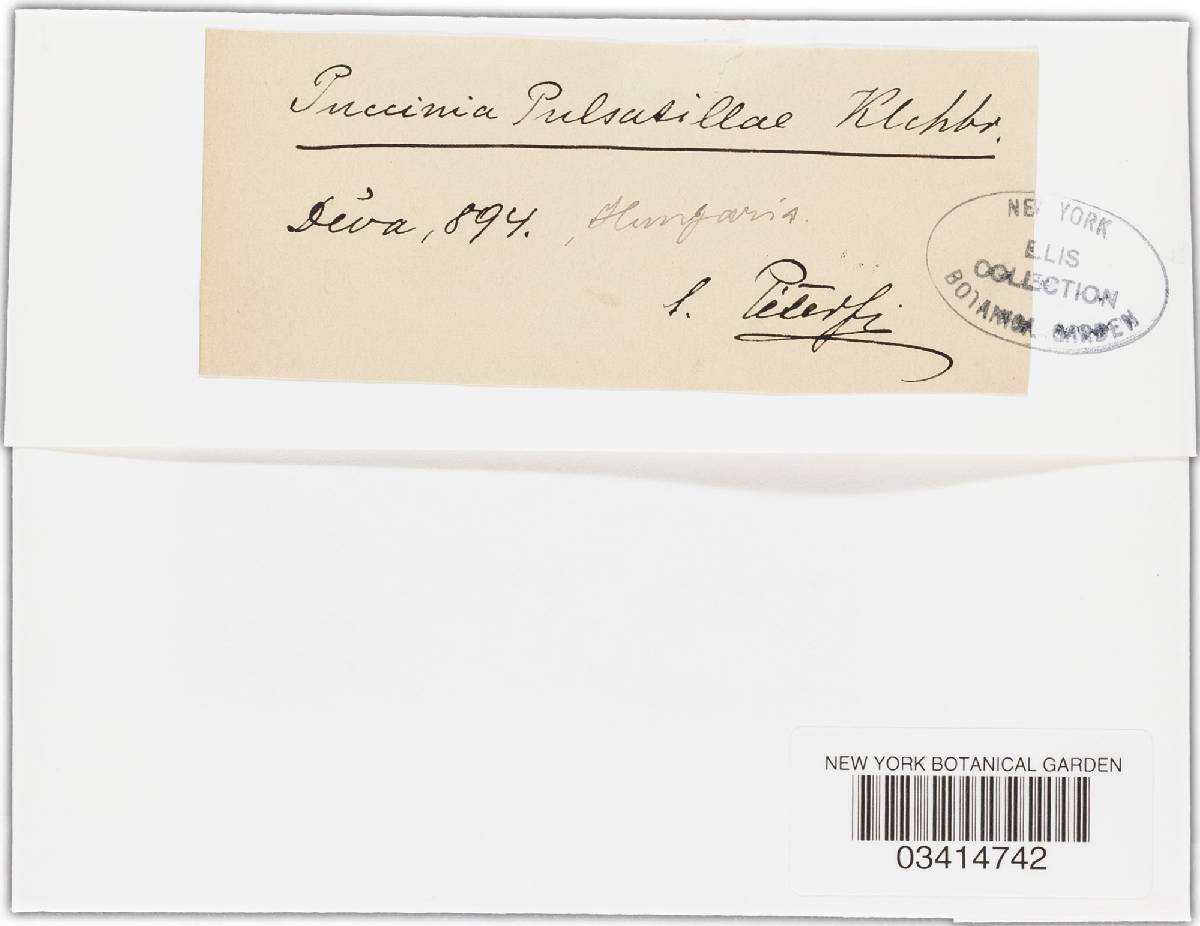 Puccinia Pulsatillae Klchbr.
Déva, 894. , Hungaria.
l. Péterfi
NEW YORK
ELLIS
COLLECTION
BOTANICAL GARDEN
NEW YORK BOTANICAL GARDEN
03414742